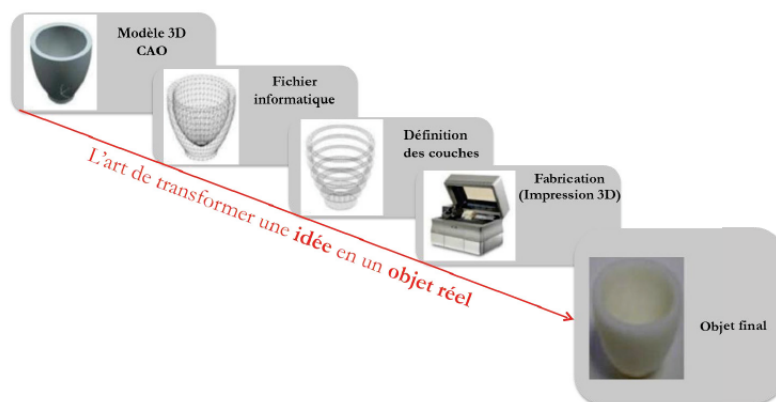 Modèle 3D
CAO
Fichier
informatique
Définition
des couches
Fabrication
(Impression 3D)
L'art de transformer une idée en un objet réel
Objet final